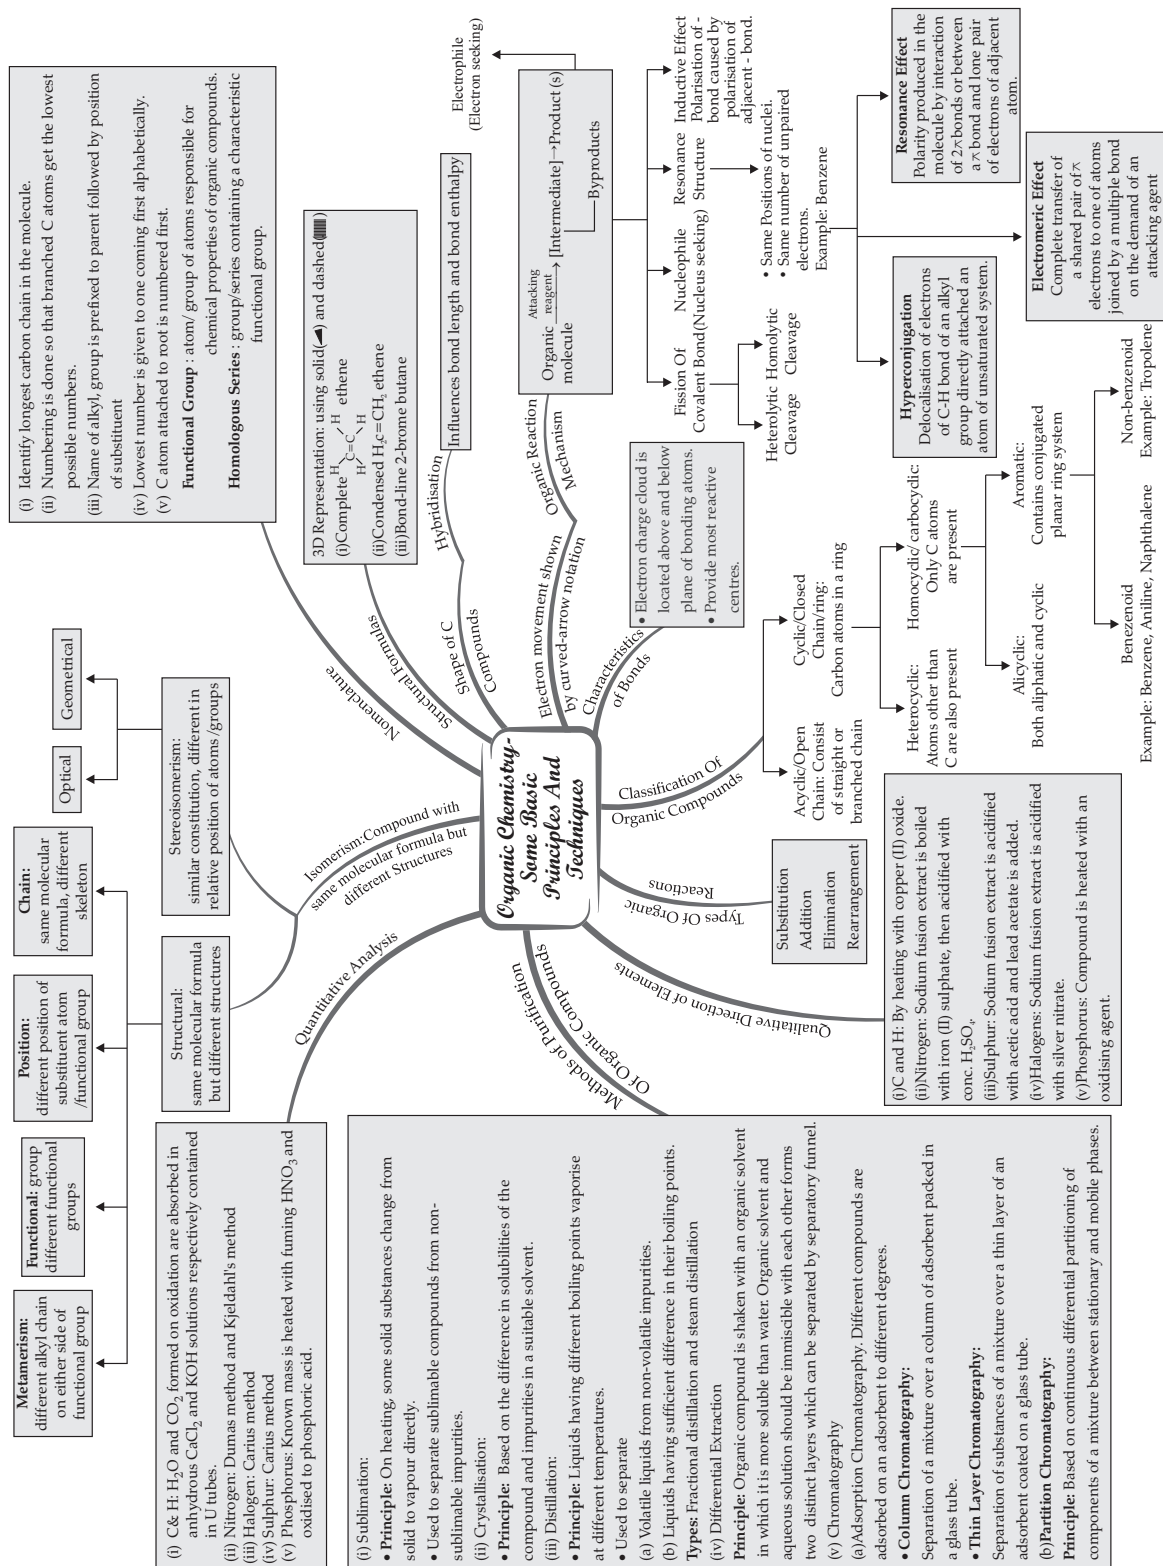 Organic Chemistry-
Some Basic
Principles And
Techniques
Nomenclature
(i) Identify longest carbon chain in the molecule.
(ii) Numbering is done so that branched C atoms get the lowest
possible numbers.
(iii) Name of alkyl, group is prefixed to parent followed by position
of substituent
(iv) Lowest number is given to one coming first alphabetically.
(v) C atom attached to root is numbered first.
Functional Group : atom/ group of atoms responsible for
chemical properties of organic compounds.
Homologous Series : group/series containing a characteristic
functional group.
Structural Formulas
3D Representation: using solid( ) and dashed( )
(i)Complete H H C=C H H ethene
(ii)Condensed H₂c=CH₂ ethene
(iii)Bond-line 2-brome butane
Shape of C
Compounds
Hybridisation
Influences bond length and bond enthalpy
Electron movement shown
by curved-arrow notation
Organic Reaction
Mechanism
Organic
molecule
Attacking
reagent
[Intermediate]→Product (s)
Byproducts
Electrophile
(Electron seeking)
Fission Of
Covalent Bond
Heterolytic
Cleavage
Homolytic
Cleavage
Nucleophile
(Nucleus seeking)
Resonance
Structure
• Same Positions of nuclei.
• Same number of unpaired
electrons.
Example: Benzene
Inductive Effect
Polarisation of -
bond caused by
polarisation of
adjacent - bond.
Hyperconjugation
Delocalisation of electrons
of C-H bond of an alkyl
group directly attached an
atom of unsaturated system.
Electromeric Effect
Complete transfer of
a shared pair of π
electrons to one of atoms
joined by a multiple bond
on the demand of an
attacking agent
Resonance Effect
Polarity produced in the
molecule by interaction
of 2π bonds or between
a π bond and lone pair
of electrons of adjacent
atom.
Characteristics
of Bonds
• Electron charge cloud is
located above and below
plane of bonding atoms.
• Provide most reactive
centres.
Classification Of
Organic Compounds
Acyclic/Open
Chain: Consist
of straight or
branched chain
Cyclic/Closed
Chain/ring:
Carbon atoms in a ring
Heterocyclic:
Atoms other than
C are also present
Homocydic/ carbocydic:
Only C atoms
are present
Alicyclic:
Both aliphatic and cyclic
Aromatic:
Contains conjugated
planar ring system
Benezenoid
Example: Benzene, Aniline, Naphthalene
Non-benzenoid
Example: Tropolene
Types Of Organic
Reactions
Substitution
Addition
Elimination
Rearrangement
Qualitative Direction of Elements
(i)C and H: By heating with copper (II) oxide.
(ii)Nitrogen: Sodium fusion extract is boiled
with iron (II) sulphate, then acidified with
conc. H₂SO₄.
(iii)Sulphur: Sodium fusion extract is acidified
with acetic acid and lead acetate is added.
(iv)Halogens: Sodium fusion extract is acidified
with silver nitrate.
(v)Phosphorus: Compound is heated with an
oxidising agent.
Methods of Purification
Of Organic Compounds
(i) Sublimation:
• Principle: On heating, some solid substances change from
solid to vapour directly.
• Used to separate sublimable compounds from non-
sublimable impurities.
(ii) Crystallisation:
• Principle: Based on the difference in solubilities of the
compound and impurities in a suitable solvent.
(iii) Distillation:
• Principle: Liquids having different boiling points vaporise
at different temperatures.
• Used to separate
(a) Volatile liquids from non-volatile impurities.
(b) Liquids having sufficient difference in their boiling points.
Types: Fractional distillation and steam distillation
(iv) Differential Extraction
Principle: Organic compound is shaken with an organic solvent
in which it is more soluble than water. Organic solvent and
aqueous solution should be immiscible with each other forms
two distinct layers which can be separated by separatory funnel.
(v) Chromatography
(a)Adsorption Chromatography. Different compounds are
adsorbed on an adsorbent to different degrees.
• Column Chromatography:
Separation of a mixture over a column of adsorbent packed in
a glass tube.
• Thin Layer Chromatography:
Separation of substances of a mixture over a thin layer of an
adsorbent coated on a glass tube.
(b)Partition Chromatography:
Principle: Based on continuous differential partitioning of
components of a mixture between stationary and mobile phases.
Quantitative Analysis
(i) C& H: H₂O and CO₂ formed on oxidation are absorbed in
anhydrous CaCl₂ and KOH solutions respectively contained
in U tubes.
(ii) Nitrogen: Dumas method and Kjeldahl's method
(iii) Halogen: Carius method
(iv) Sulphur: Carius method
(v) Phosphorus: Known mass is heated with fuming HNO₃ and
oxidised to phosphoric acid.
Isomerism:Compound with
same molecular formula but
different Structures
Structural:
same molecular formula
but different structures
Metamerism:
different alkyl chain
on either side of
functional group
Functional: group
different functional
groups
Position:
different position of
substituent atom
/functional group
Chain:
same molecular
formula, different
skeleton
Stereoisomerism:
similar constitution, different in
relative position of atoms/groups
Optical
Geometrical